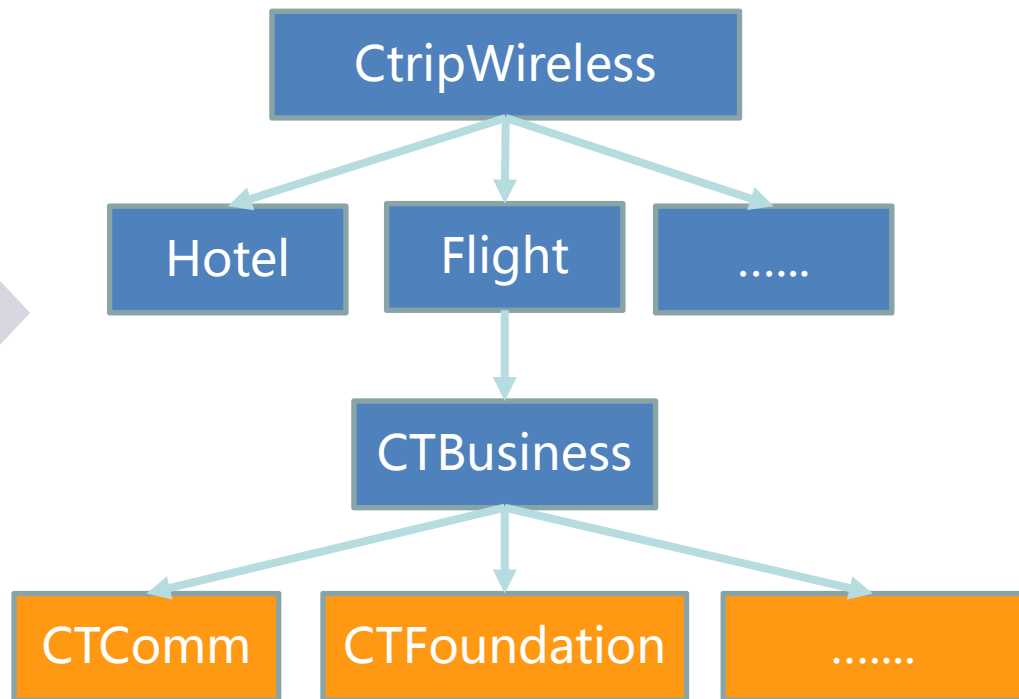 CtripWireless
Hotel
Flight
......
CTBusiness
CTComm
CTFoundation
.......